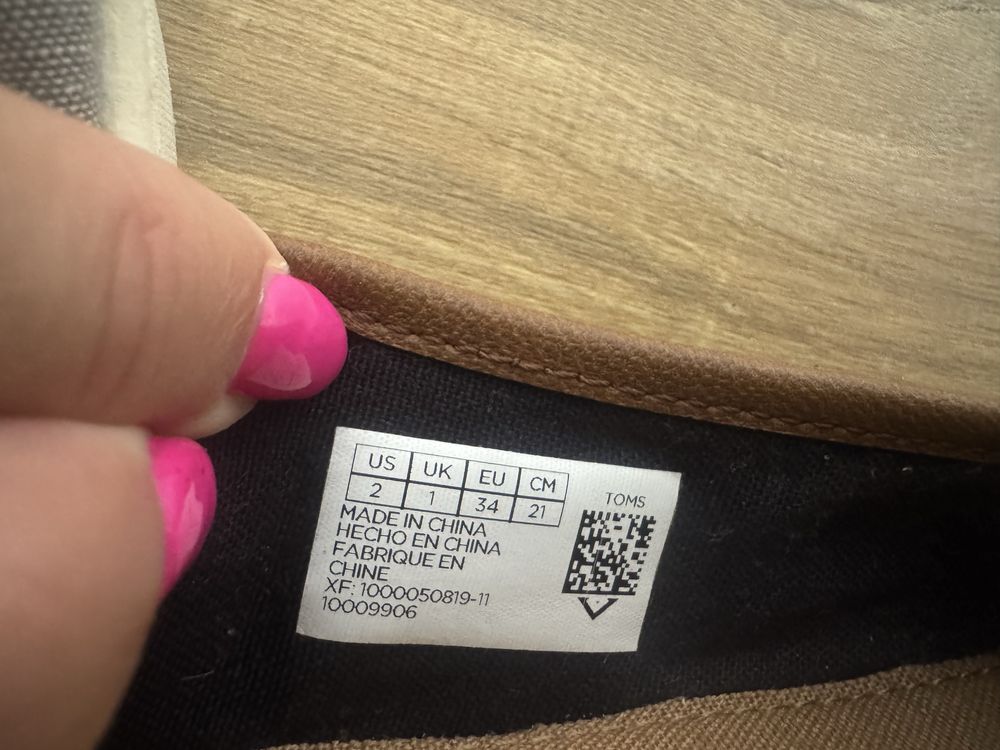 US UK EU CM
2 1 34 21
MADE IN CHINA
HECHO EN CHINA
FABRIQUE EN
CHINE
XF: 1000050819-11
10009906
TOMS